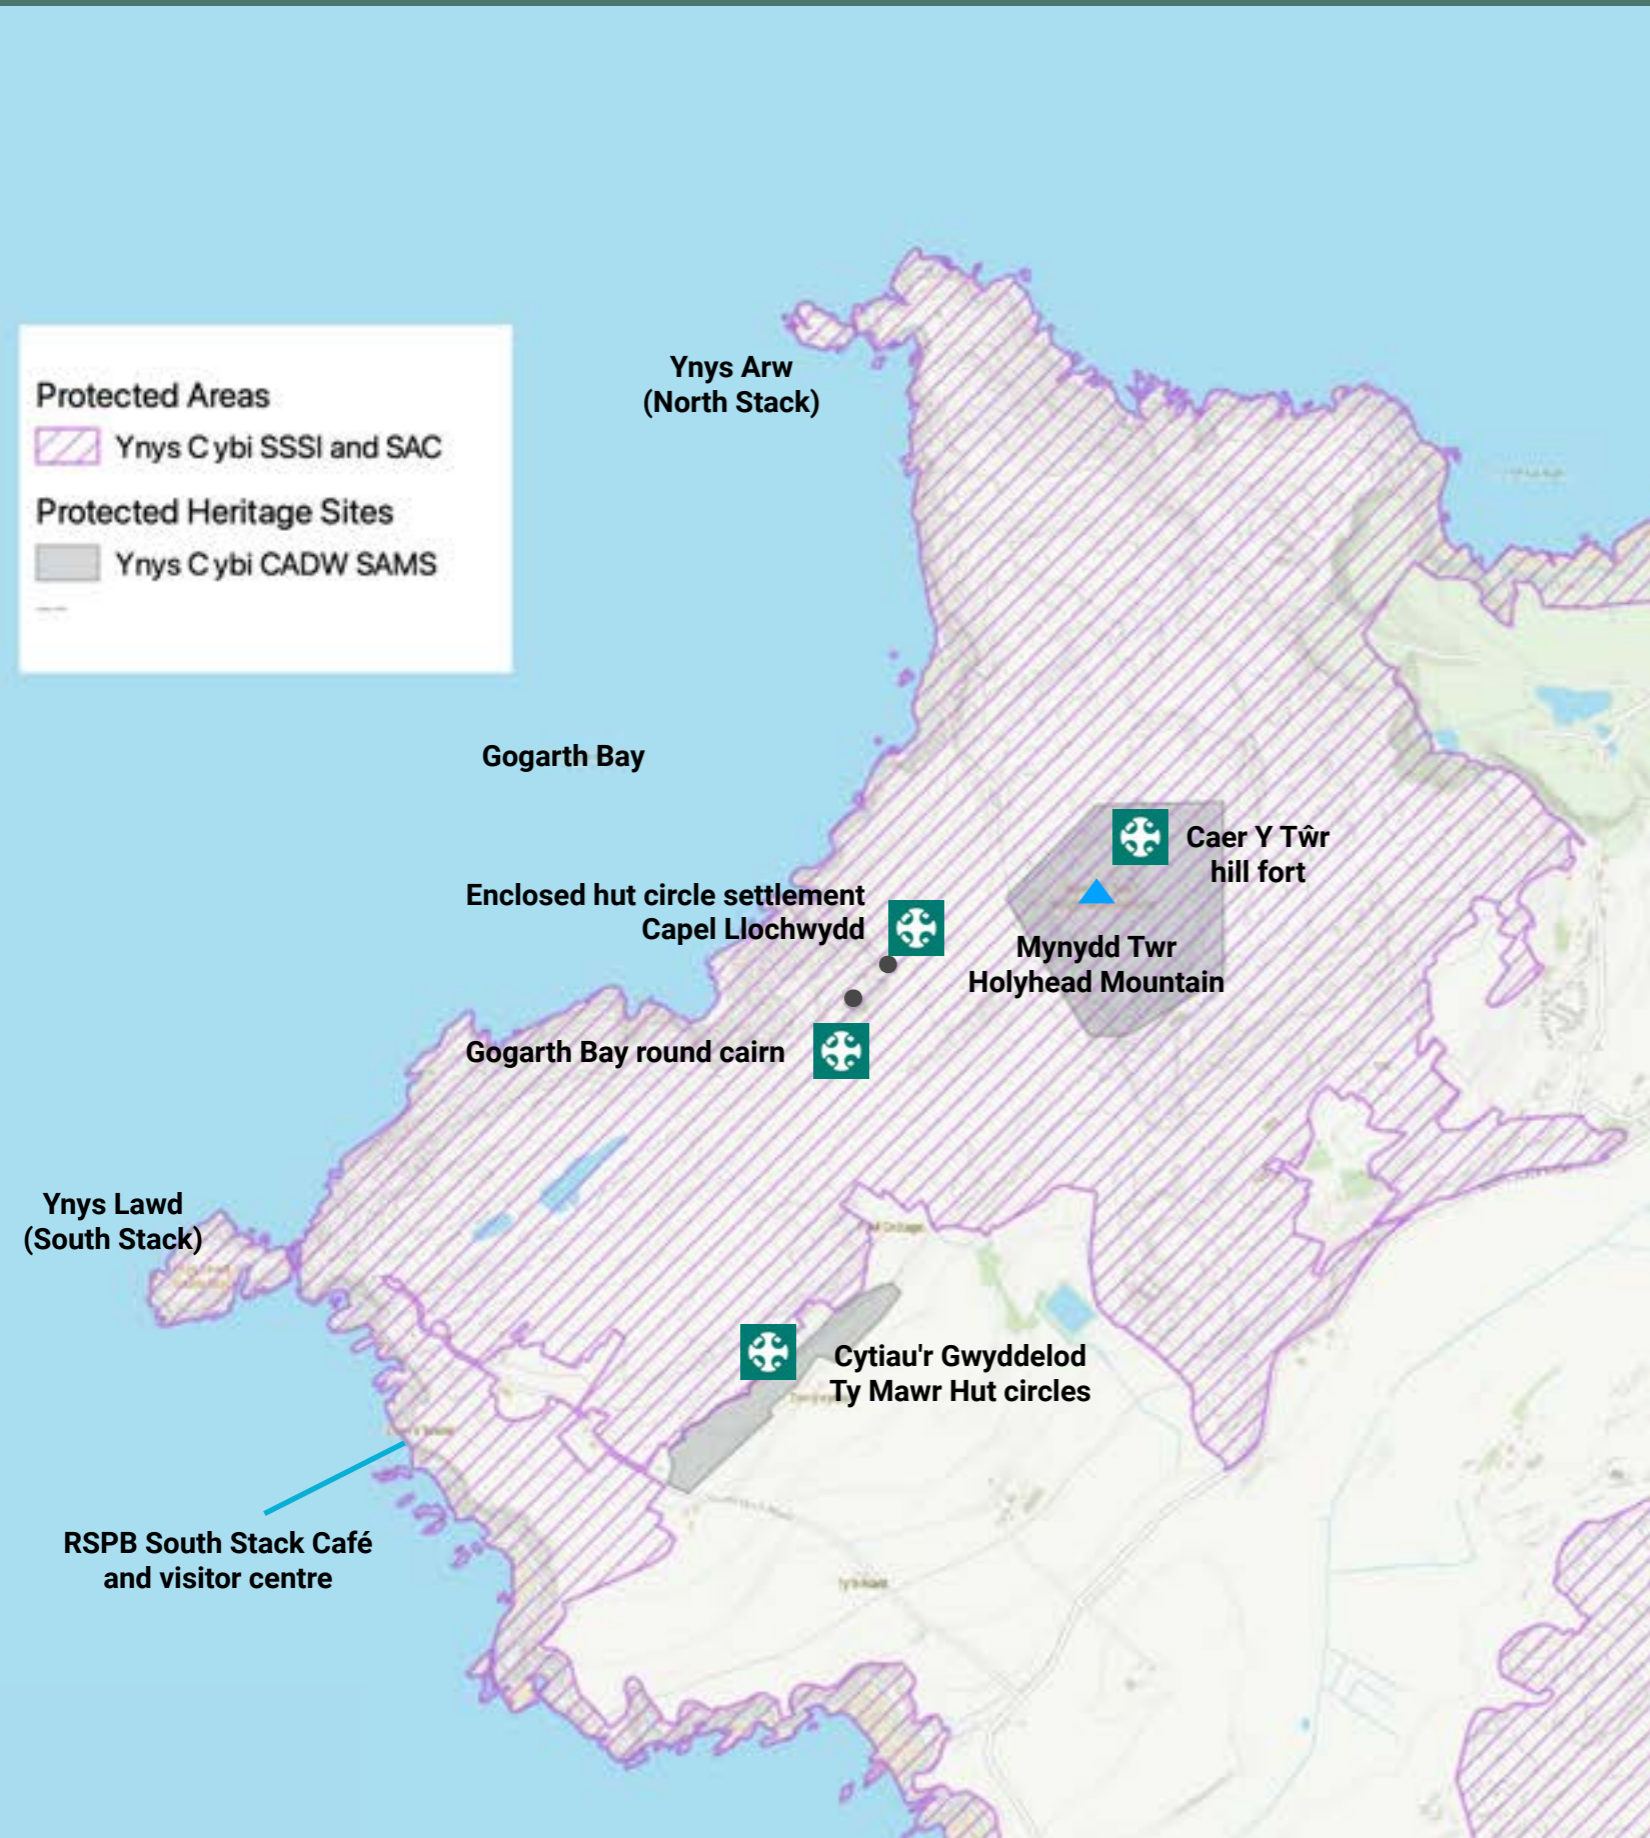 Ynys Arw
(North Stack)
Protected Areas
Ynys Cybi SSSI and SAC
Protected Heritage Sites
Ynys Cybi CADW SAMS
Gogarth Bay
Caer Y Tŵr
hill fort
Enclosed hut circle settlement
Capel Llochwydd
Mynydd Twr
Holyhead Mountain
Gogarth Bay round cairn
Ynys Lawd
(South Stack)
Cytiau'r Gwyddelod
Ty Mawr Hut circles
RSPB South Stack Café
and visitor centre